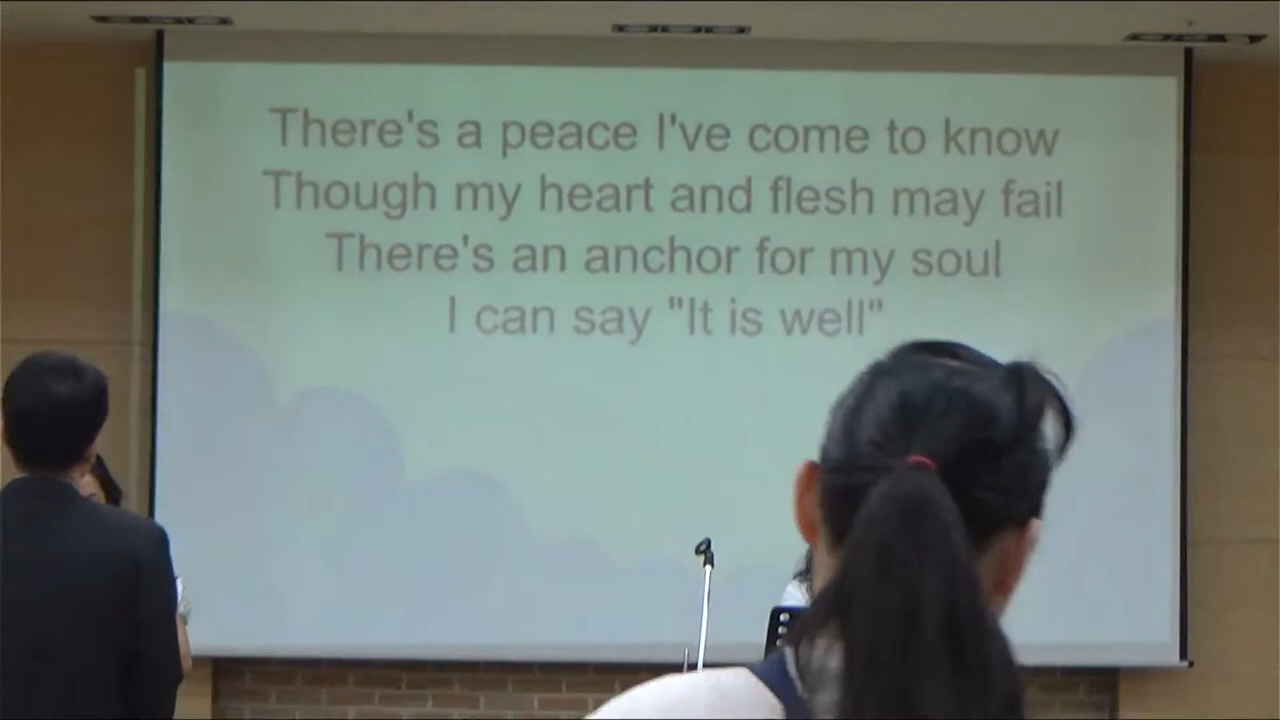 There's a peace I've come to know
Though my heart and flesh may fail
There's an anchor for my soul
I can say "It is well"